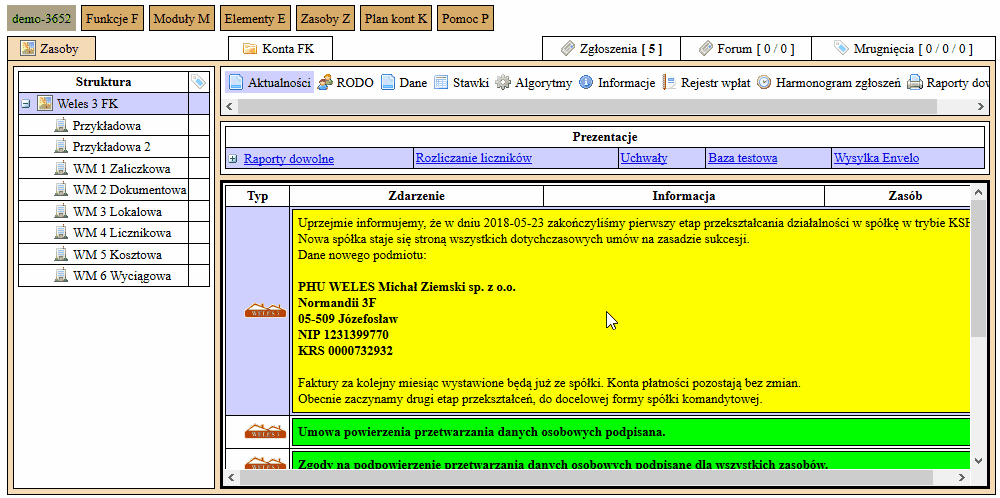 demo-3652 Funkcje F Moduły M Elementy E Zasoby Z Plan kont K Pomoc P
Zasoby Konta FK Zgłoszenia [ 5 ] Forum [ 0 / 0 ] Mrugnięcia [ 0 / 0 / 0 ]
Struktura
Weles 3 FK
Przykładowa
Przykładowa 2
WM 1 Zaliczkowa
WM 2 Dokumentowa
WM 3 Lokalowa
WM 4 Licznikowa
WM 5 Kosztowa
WM 6 Wyciągowa
Aktualności RODO Dane Stawki Algorytmy Informacje Rejestr wpłat Harmonogram zgłoszeń Raporty dow
Prezentacje
Raporty dowolne Rozliczanie liczników Uchwały Baza testowa Wysylka Envelo
Typ Zdarzenie Informacja Zasób
Uprzejmie informujemy, że w dniu 2018-05-23 zakończyliśmy pierwszy etap przekształcania działalności w spółkę w trybie KSH
Nowa spółka staje się stroną wszystkich dotychczasowych umów na zasadzie sukcesji.
Dane nowego podmiotu:
PHU WELES Michał Ziemski sp. z o.o.
Normandii 3F
05-509 Józefosław
NIP 1231399770
KRS 0000732932
WELES 3
Faktury za kolejny miesiąc wystawione będą już ze spółki. Konta płatności pozostają bez zmian.
Obecnie zaczynamy drugi etap przekształceń, do docelowej formy spółki komandytowej.
WELES 3 Umowa powierzenia przetwarzania danych osobowych podpisana.
WELES 3 Zgody na podpowierzenie przetwarzania danych osobowych podpisane dla wszystkich zasobów.